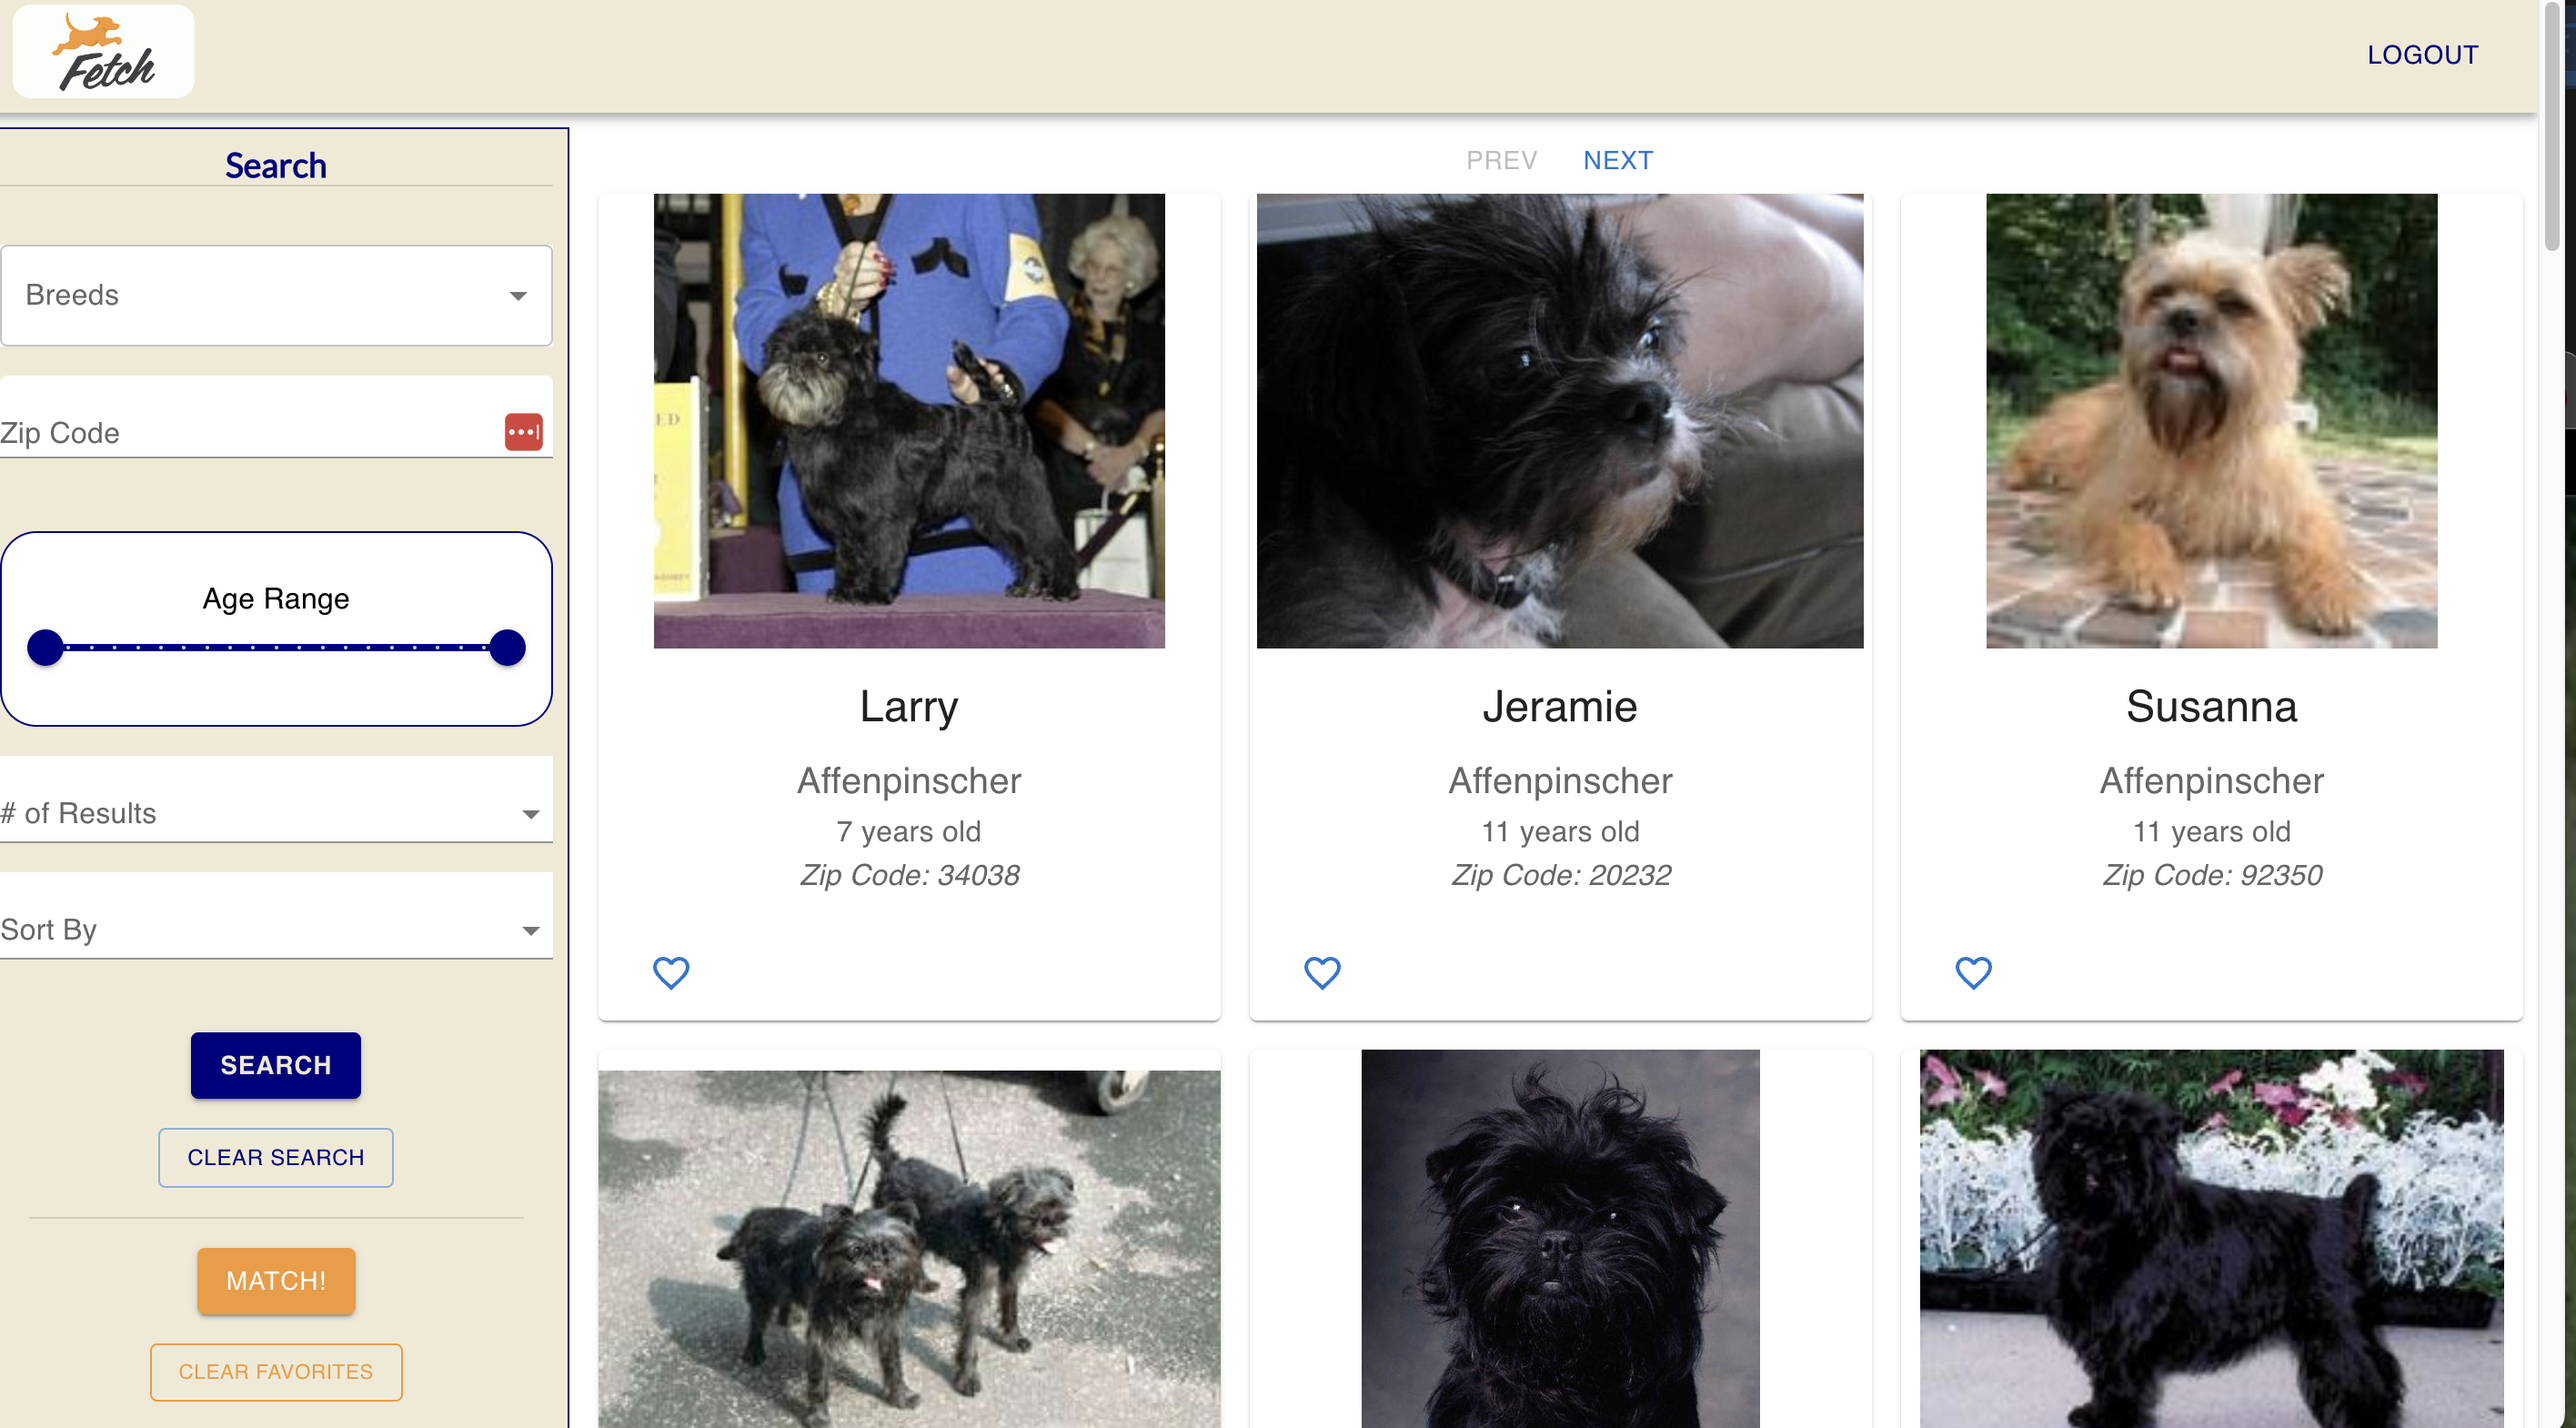 Fetch
LOGOUT
Search
Breeds
Zip Code
Age Range
# of Results
Sort By
SEARCH
CLEAR SEARCH
MATCH!
CLEAR FAVORITES
PREV NEXT
ED
Larry
Affenpinscher
7 years old
Zip Code: 34038
Jeramie
Affenpinscher
11 years old
Zip Code: 20232
Susanna
Affenpinscher
11 years old
Zip Code: 92350